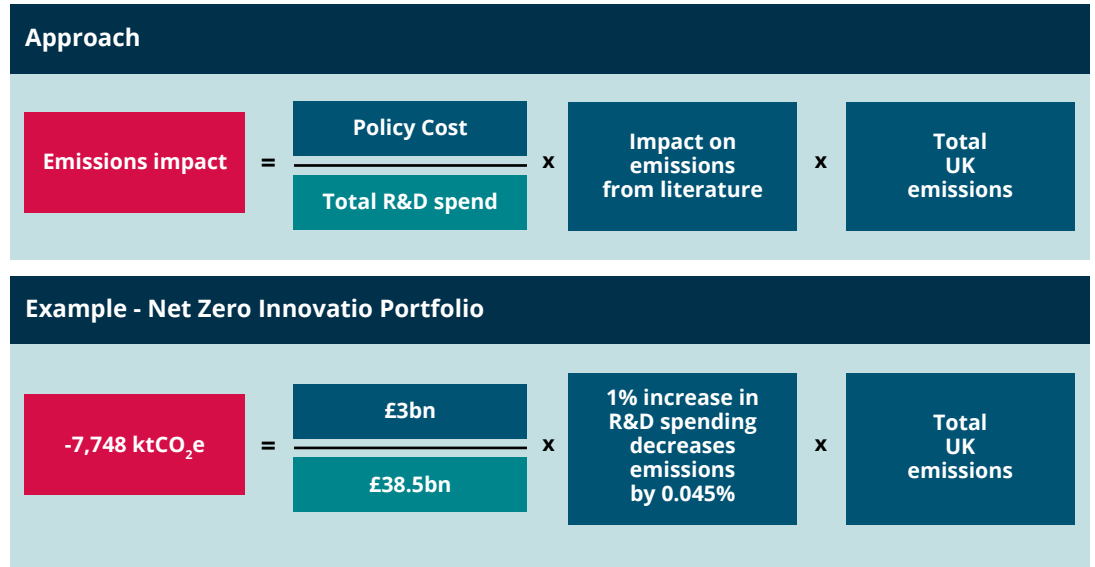 Approach
Emissions impact
=
Policy Cost
Total R&D spend
x
Impact on
emissions
from literature
x
Total
UK
emissions
Example - Net Zero Innovatio Portfolio
-7,748 ktCO₂e
=
£3bn
£38.5bn
x
1% increase in
R&D spending
decreases
emissions
by 0.045%
x
Total
UK
emissions